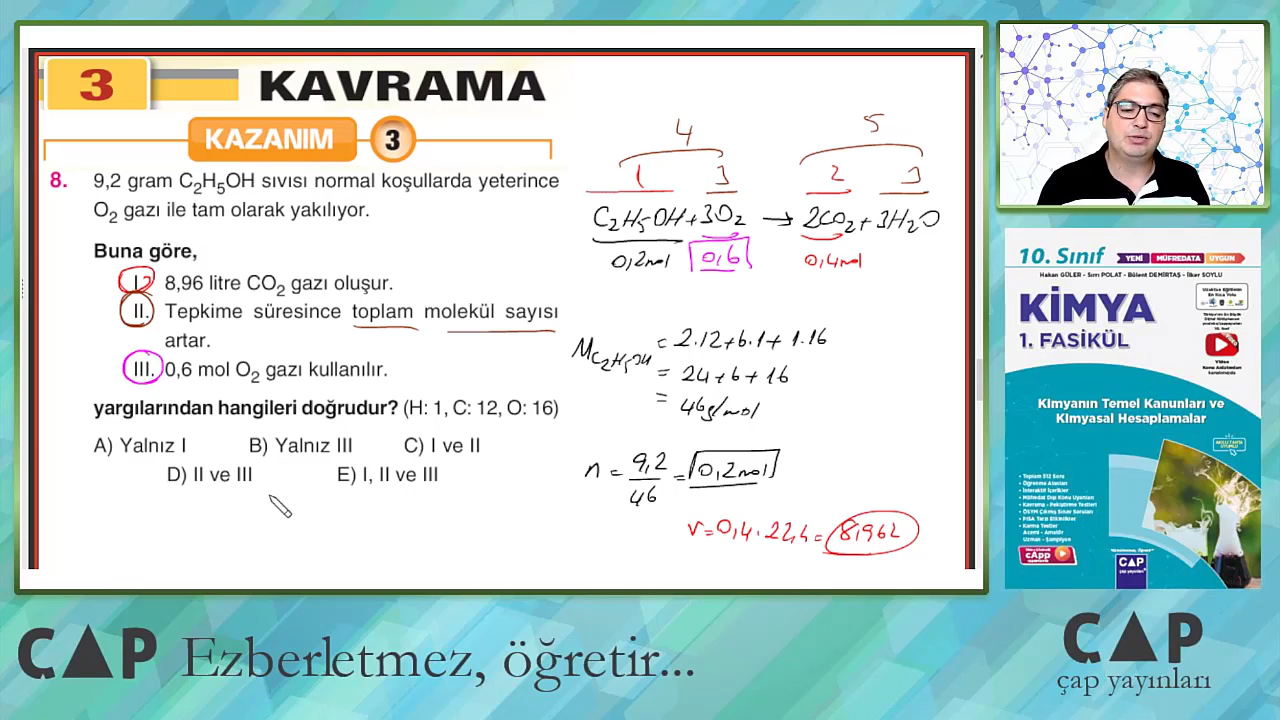 3 KAVRAMA
KAZANIM 3
8. 9,2 gram C₂H₅OH sıvısı normal koşullarda yeterince
O₂ gazı ile tam olarak yakılıyor.
Buna göre,
I. 8,96 litre CO₂ gazı oluşur.
II. Tepkime süresince toplam molekül sayısı
artar.
III. 0,6 mol O₂ gazı kullanılır.
yargılarından hangileri doğrudur? (H: 1, C: 12, O: 16)
A) Yalnız I B) Yalnız III C) I ve II
D) II ve III E) I, II ve III
4 5
1 3 2 3
C₂H₅OH+3O₂ → 2CO₂+3H₂O
0,2mol 0,6 0,4mol
MC₂H₅OH = 2.12+6.1+1.16
= 24+6+16
= 46g/mol
n = 9,2/46 = 0,2mol
V=0,4.22,4= 8,96L
10. Sınıf YENİ MÜFREDATA UYGUN
Hakan GÜLER - Sırrı POLAT - Bülent DEMİRTAŞ - İlker SOYLU
KİMYA
1. FASİKÜL
Kimyanın Temel Kanunları ve
Kimyasal Hesaplamalar
CAP
çap yayınları
ÇAP Ezberletmez, öğretir...
ÇAP
çap yayınları